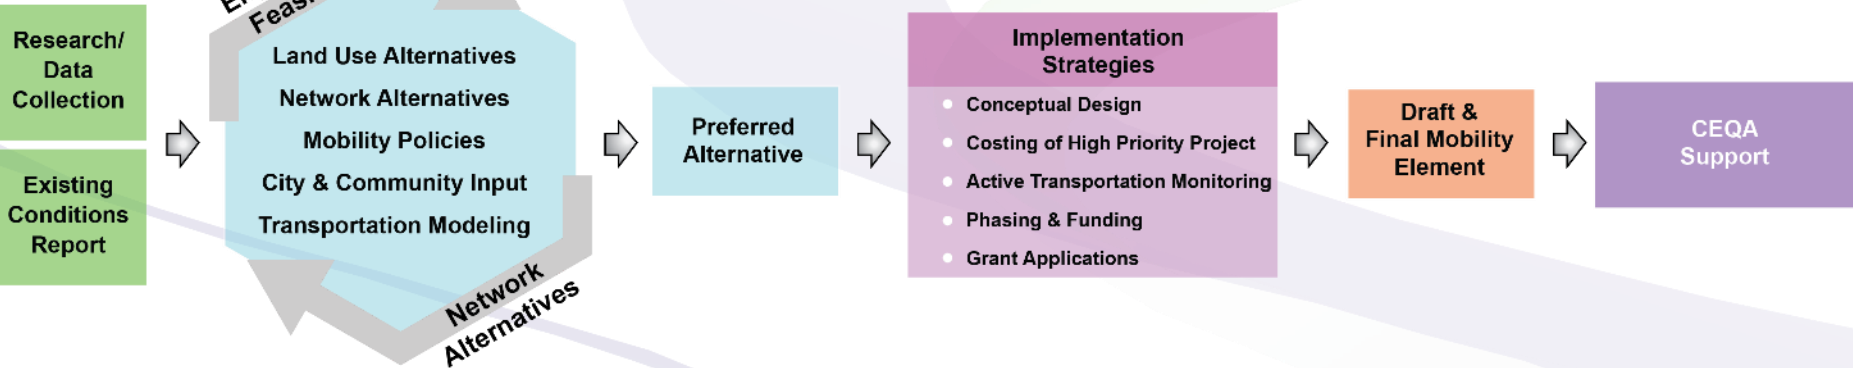 Research/
Data
Collection
Existing
Conditions
Report
Land Use Alternatives
Network Alternatives
Mobility Policies
City & Community Input
Transportation Modeling
Network
Alternatives
Preferred
Alternative
Implementation
Strategies
Conceptual Design
Costing of High Priority Project
Active Transportation Monitoring
Phasing & Funding
Grant Applications
Draft &
Final Mobility
Element
CEQA
Support